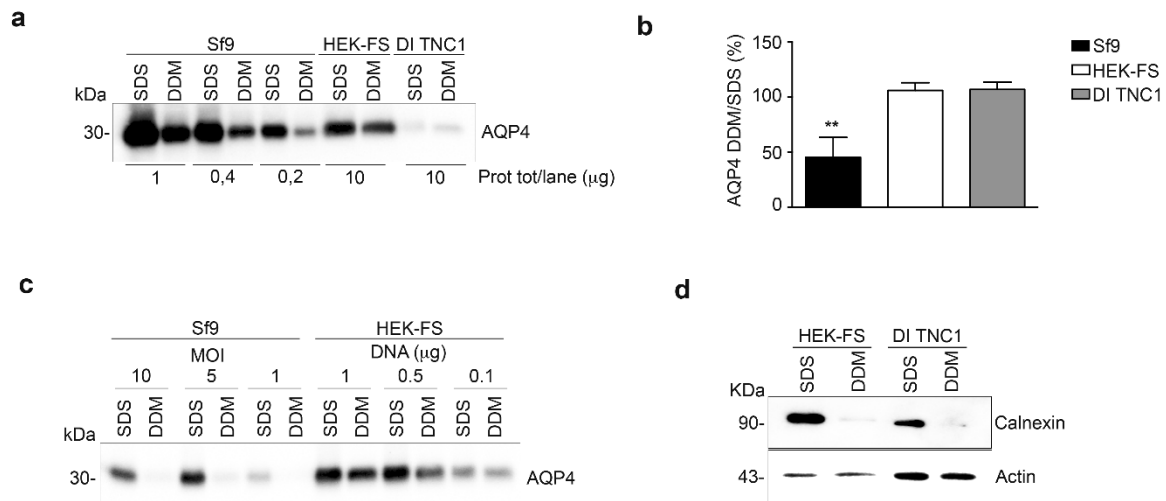 a
Sf9 HEK-FS DI TNC1
SDS DDM SDS DDM SDS DDM SDS DDM SDS DDM
kDa
30- AQP4
1 0,4 0,2 10 10 Prot tot/lane (μg)
b
AQP4 DDM/SDS (%)
150
100
50
0
**
Sf9
HEK-FS
DI TNC1
c
Sf9 HEK-FS
MOI DNA (μg)
10 5 1 1 0.5 0.1
SDS DDM SDS DDM SDS DDM SDS DDM SDS DDM SDS DDM
kDa
30- AQP4
d
HEK-FS DI TNC1
SDS DDM SDS DDM
KDa
90- Calnexin
43- Actin